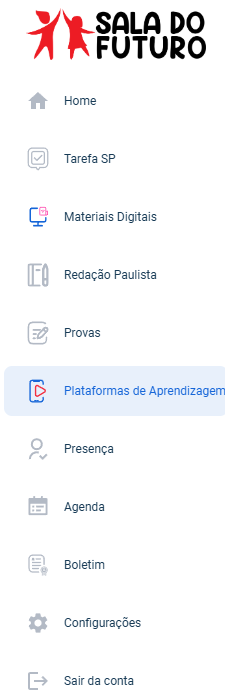 SALA DO
FUTURO
Home
Tarefa SP
Materiais Digitais
Redação Paulista
Provas
Plataformas de Aprendizagem
Presença
Agenda
Boletim
Configurações
Sair da conta